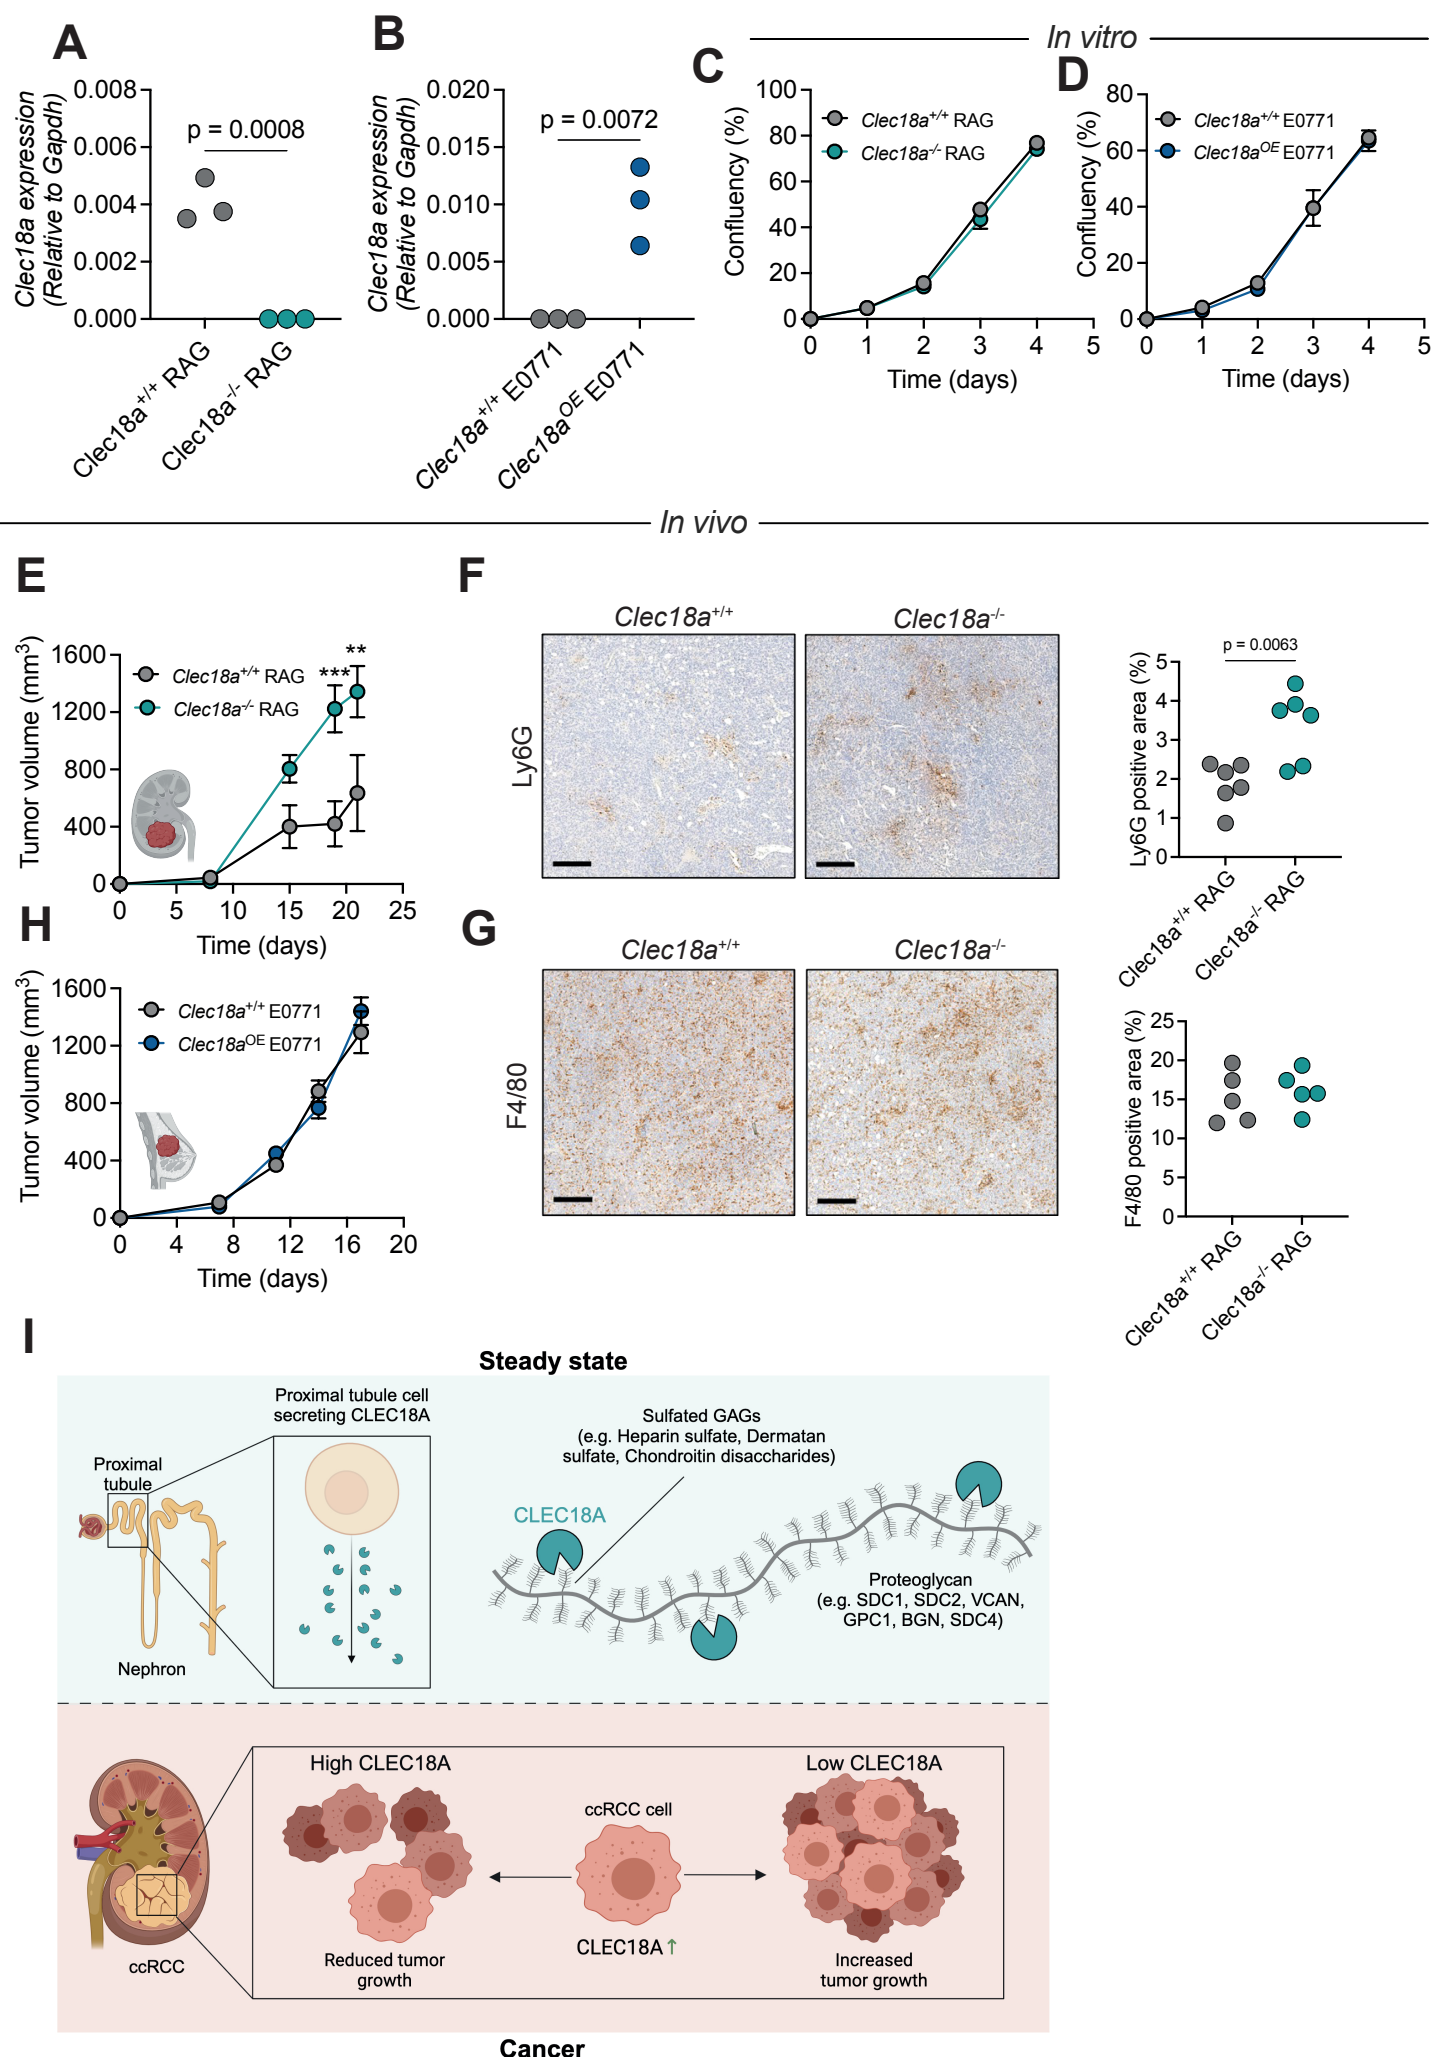 A
Clec18a expression
(Relative to Gapdh)
0.008
0.006
0.004
0.002
0.000
p = 0.0008
Clec18a+/+ RAG
Clec18a-/- RAG
B
Clec18a expression
(Relative to Gapdh)
0.020
0.015
0.010
0.005
0.000
p = 0.0072
Clec18a+/+ E0771
Clec18aOE E0771
In vitro
C
Confluency (%)
100
80
60
40
20
0
Clec18a+/+ RAG
Clec18a-/- RAG
0 1 2 3 4 5
Time (days)
D
Confluency (%)
80
60
40
20
0
Clec18a+/+ E0771
Clec18aOE E0771
0 1 2 3 4 5
Time (days)
In vivo
E
Tumor volume (mm3)
1600
1200
800
400
0
Clec18a+/+ RAG
Clec18a-/- RAG
***
**
0 5 10 15 20 25
Time (days)
F
Clec18a+/+
Clec18a-/-
Ly6G
Ly6G positive area (%)
5
4
3
2
1
0
p = 0.0063
Clec18a+/+ RAG
Clec18a-/- RAG
H
Tumor volume (mm3)
1600
1200
800
400
0
Clec18a+/+ E0771
Clec18aOE E0771
0 4 8 12 16 20
Time (days)
G
Clec18a+/+
Clec18a-/-
F4/80
F4/80 positive area (%)
25
20
15
10
5
0
Clec18a+/+ RAG
Clec18a-/- RAG
I
Steady state
Proximal tubule cell
secreting CLEC18A
Proximal
tubule
Nephron
Sulfated GAGs
(e.g. Heparin sulfate, Dermatan
sulfate, Chondroitin disaccharides)
CLEC18A
Proteoglycan
(e.g. SDC1, SDC2, VCAN,
GPC1, BGN, SDC4)
High CLEC18A
Low CLEC18A
ccRCC cell
CLEC18A↑
ccRCC
Reduced tumor
growth
Increased
tumor growth
Cancer